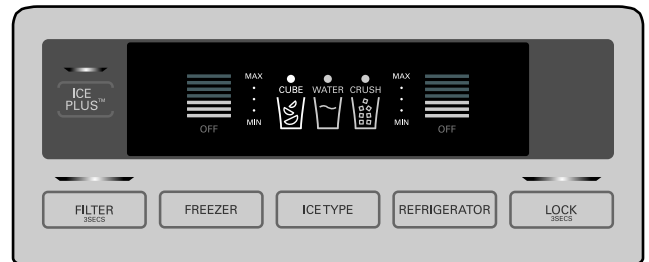 ICE
PLUS™
MAX
MIN
OFF
CUBE WATER CRUSH
MAX
MIN
OFF
FILTER
3SECS
FREEZER
ICE TYPE
REFRIGERATOR
LOCK
3SECS